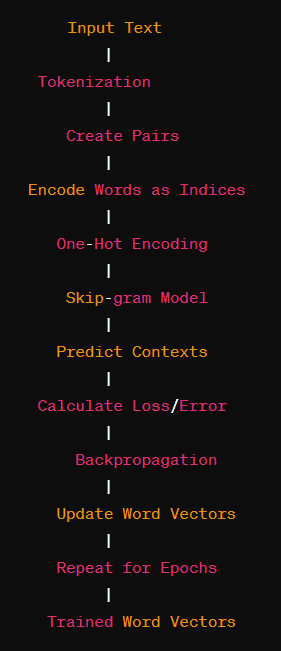 Input Text
|
Tokenization
|
Create Pairs
|
Encode Words as Indices
|
One-Hot Encoding
|
Skip-gram Model
|
Predict Contexts
|
Calculate Loss/Error
|
Backpropagation
|
Update Word Vectors
|
Repeat for Epochs
|
Trained Word Vectors